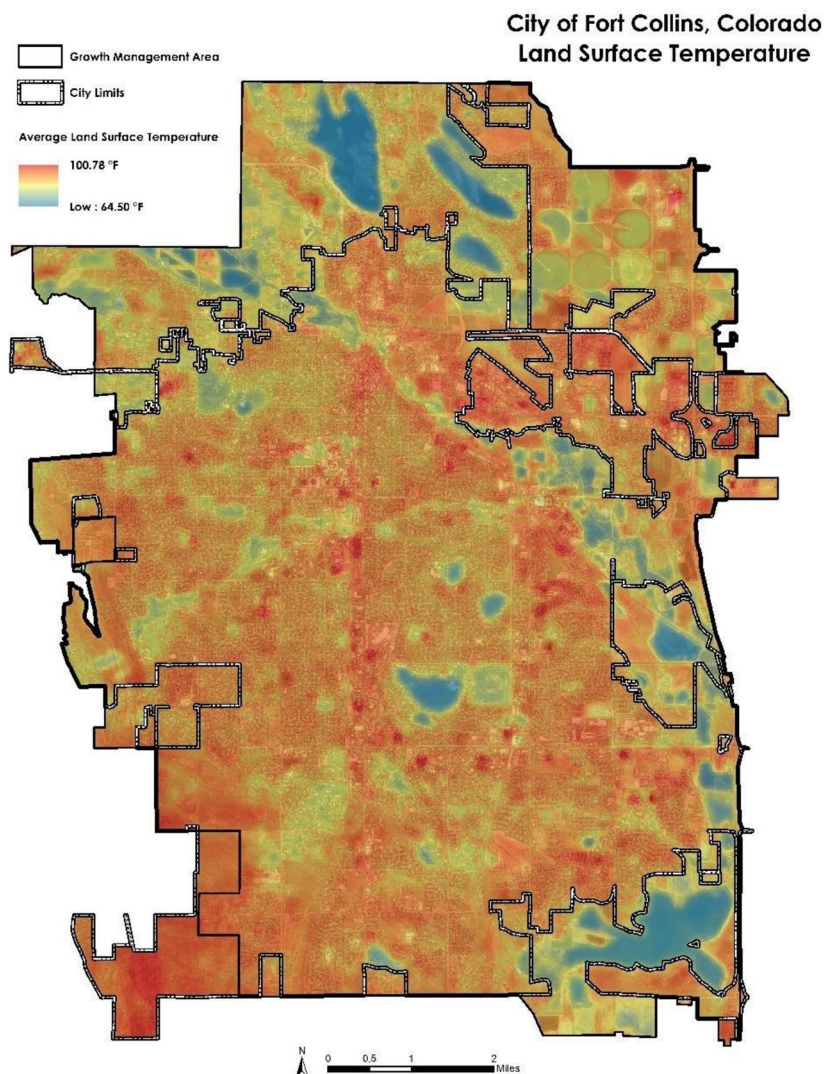 City of Fort Collins, Colorado
Land Surface Temperature
Growth Management Area
City Limits
Average Land Surface Temperature
100.78 °F
Low : 64.50 °F
N
0 0.5 1 2
Miles